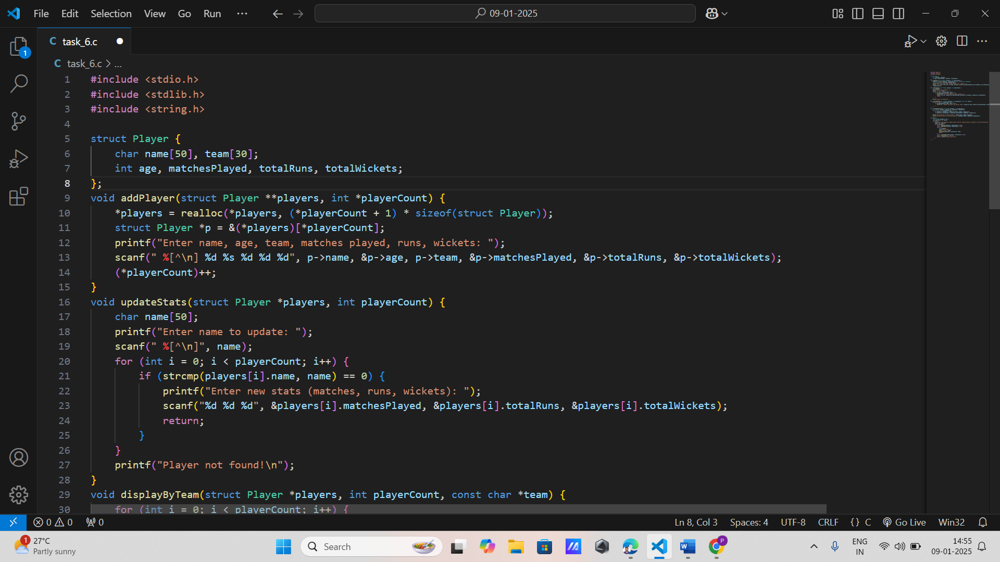 File Edit Selection View Go Run ··· 09-01-2025
C task_6.c
C task_6.c > ...
1 #include <stdio.h>
2 #include <stdlib.h>
3 #include <string.h>
4
5 struct Player {
6     char name[50], team[30];
7     int age, matchesPlayed, totalRuns, totalWickets;
8 };
9 void addPlayer(struct Player **players, int *playerCount) {
10     *players = realloc(*players, (*playerCount + 1) * sizeof(struct Player));
11     struct Player *p = &(*players)[*playerCount];
12     printf("Enter name, age, team, matches played, runs, wickets: ");
13     scanf(" %[^\n] %d %s %d %d %d", p->name, &p->age, p->team, &p->matchesPlayed, &p->totalRuns, &p->totalWickets);
14     (*playerCount)++;
15 }
16 void updateStats(struct Player *players, int playerCount) {
17     char name[50];
18     printf("Enter name to update: ");
19     scanf(" %[^\n]", name);
20     for (int i = 0; i < playerCount; i++) {
21         if (strcmp(players[i].name, name) == 0) {
22             printf("Enter new stats (matches, runs, wickets): ");
23             scanf("%d %d %d", &players[i].matchesPlayed, &players[i].totalRuns, &players[i].totalWickets);
24             return;
25         }
26     }
27     printf("Player not found!\n");
28 }
29 void displayByTeam(struct Player *players, int playerCount, const char *team) {
30     for (int i = 0; i < playerCount; i++) {
1
0 0 0 Ln 8, Col 3 Spaces: 4 UTF-8 CRLF {} C Go Live Win32
1 27°C
Partly sunny
Search
W
P
ENG
IN
14:55
09-01-2025